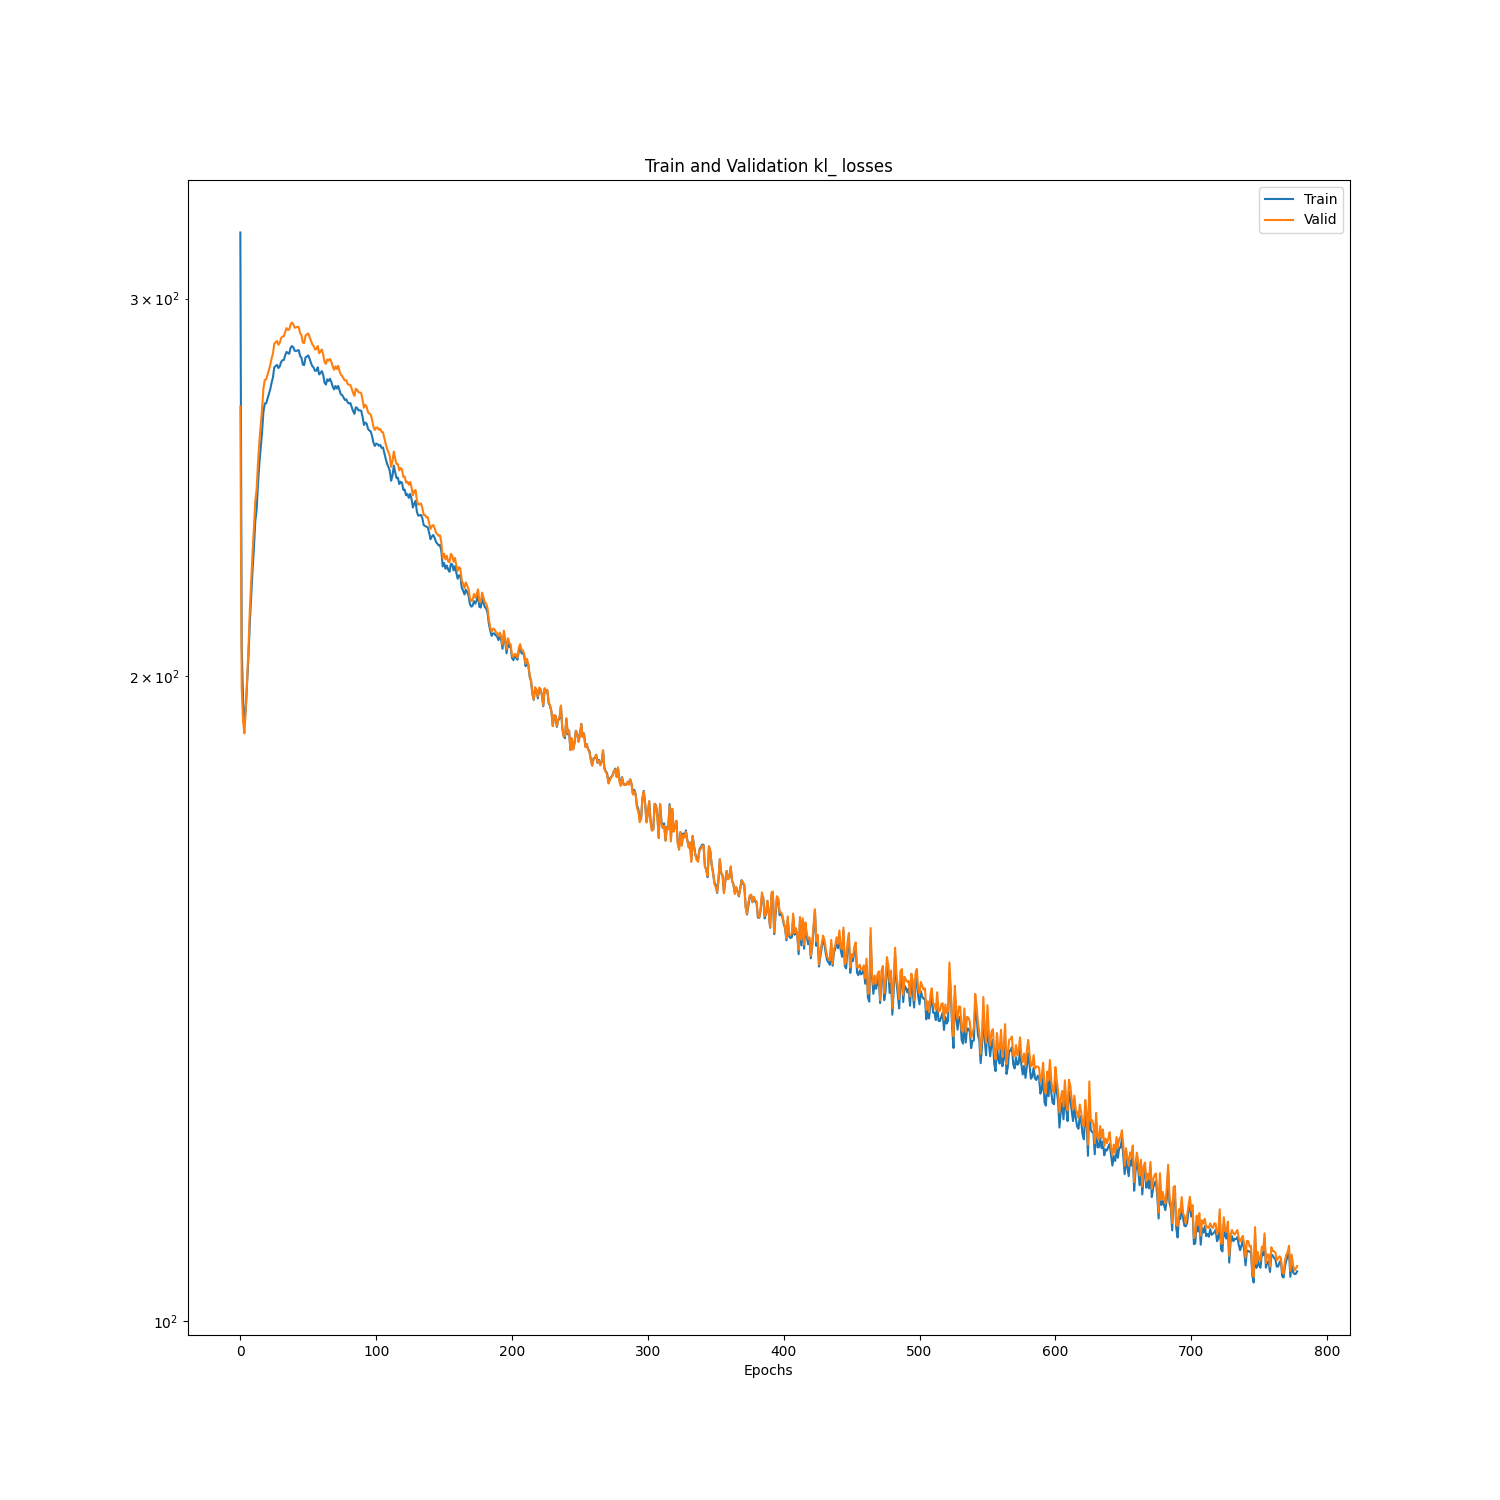 Train and Validation kl_ losses
Train
Valid
3 × 10²
2 × 10²
10²
0 100 200 300 400 500 600 700 800
Epochs